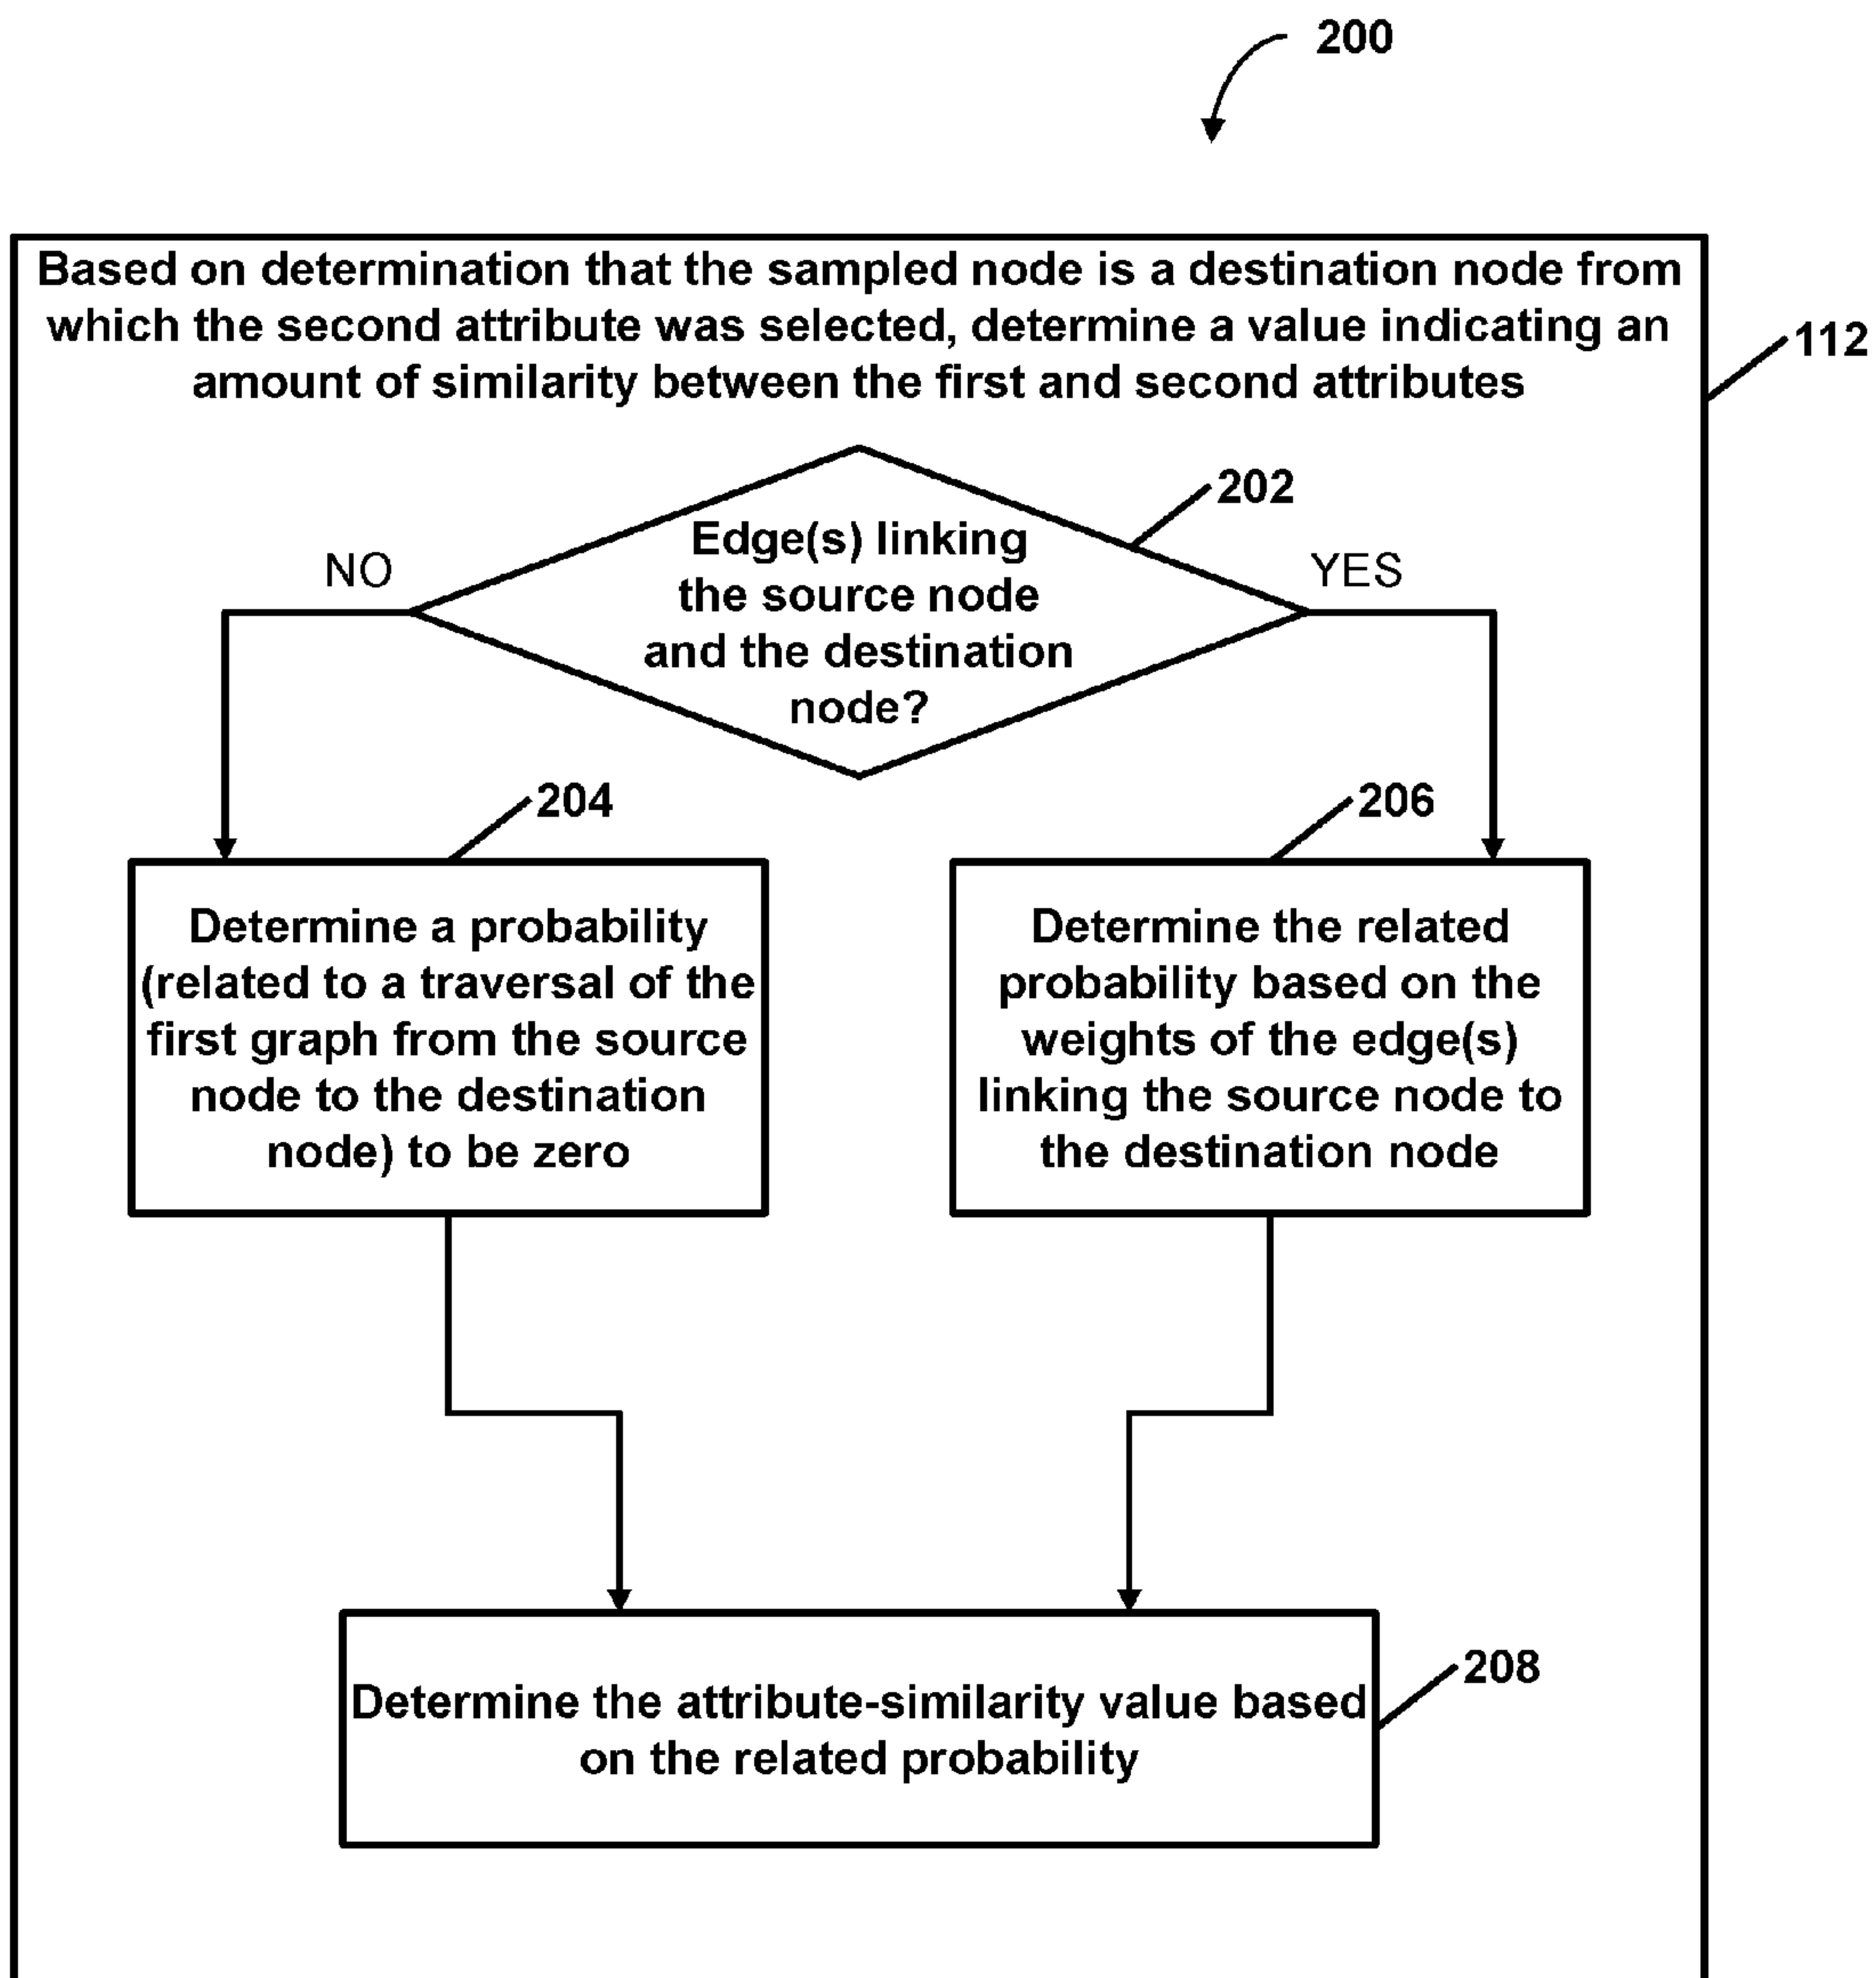 200
Based on determination that the sampled node is a destination node from
which the second attribute was selected, determine a value indicating an
amount of similarity between the first and second attributes
112
202
Edge(s) linking
the source node
and the destination
node?
NO
YES
204
206
Determine a probability
(related to a traversal of the
first graph from the source
node to the destination
node) to be zero
Determine the related
probability based on the
weights of the edge(s)
linking the source node to
the destination node
208
Determine the attribute-similarity value based
on the related probability